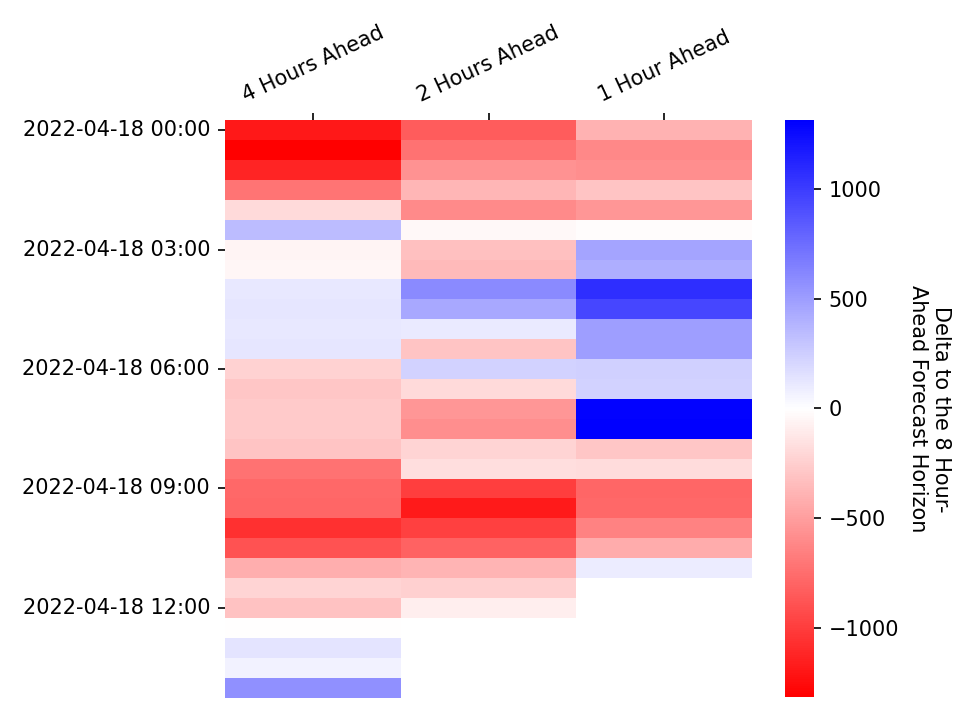 4 Hours Ahead
2 Hours Ahead
1 Hour Ahead
2022-04-18 00:00
2022-04-18 03:00
2022-04-18 06:00
2022-04-18 09:00
2022-04-18 12:00
1000
500
0
−500
−1000
Delta to the 8 Hour-
Ahead Forecast Horizon